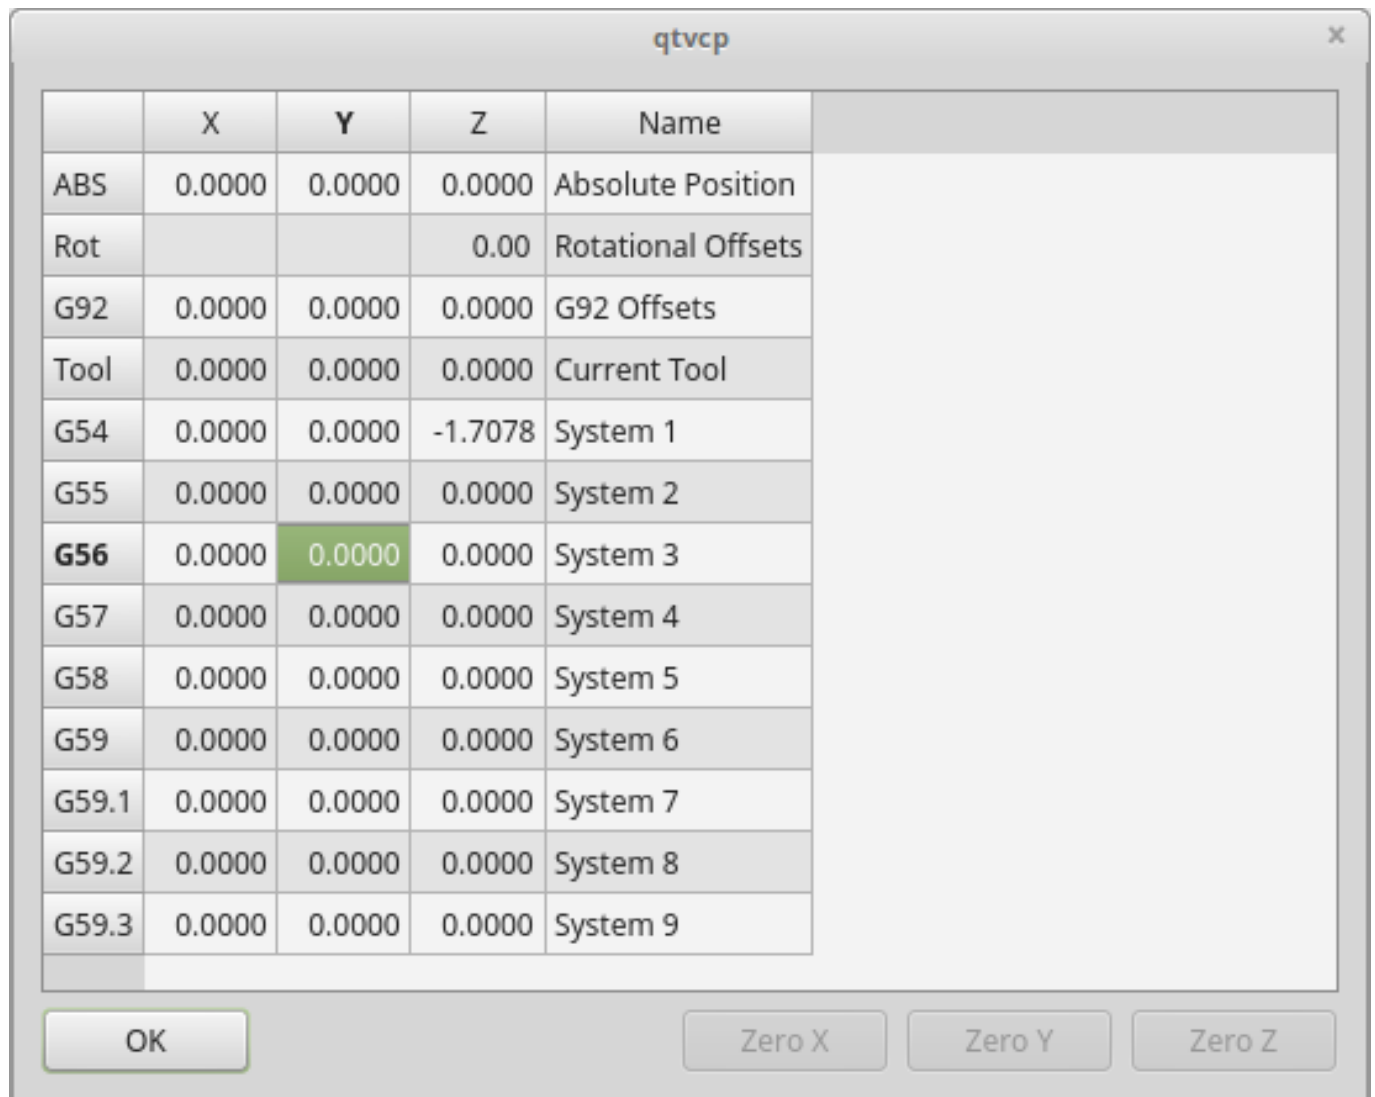 qtvcp ×
X Y Z Name
ABS 0.0000 0.0000 0.0000 Absolute Position
Rot 0.00 Rotational Offsets
G92 0.0000 0.0000 0.0000 G92 Offsets
Tool 0.0000 0.0000 0.0000 Current Tool
G54 0.0000 0.0000 -1.7078 System 1
G55 0.0000 0.0000 0.0000 System 2
G56 0.0000 0.0000 0.0000 System 3
G57 0.0000 0.0000 0.0000 System 4
G58 0.0000 0.0000 0.0000 System 5
G59 0.0000 0.0000 0.0000 System 6
G59.1 0.0000 0.0000 0.0000 System 7
G59.2 0.0000 0.0000 0.0000 System 8
G59.3 0.0000 0.0000 0.0000 System 9
OK Zero X Zero Y Zero Z